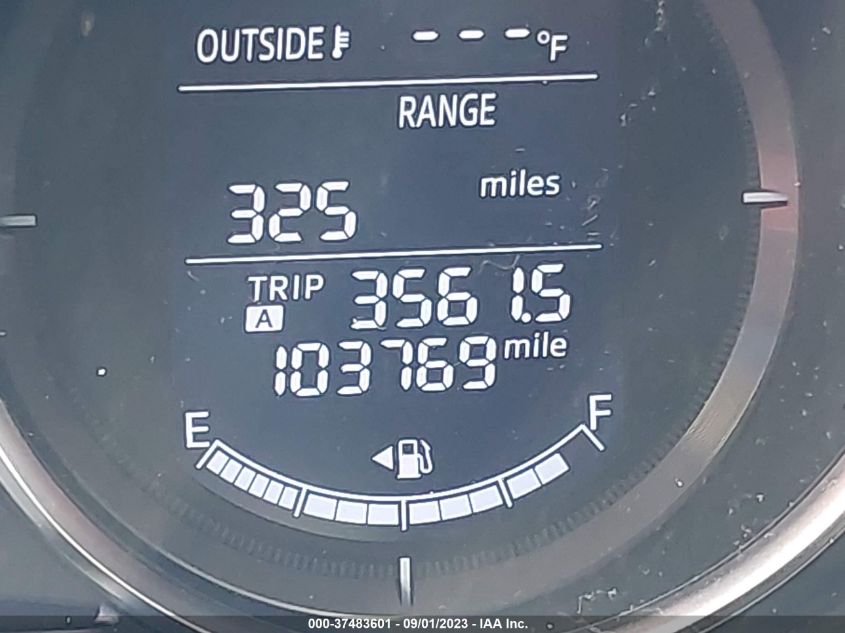 OUTSIDE - - - °F
RANGE
325 miles
TRIP A 3561.5
103769 mile
E F
000-37483601 - 09/01/2023 - IAA Inc.